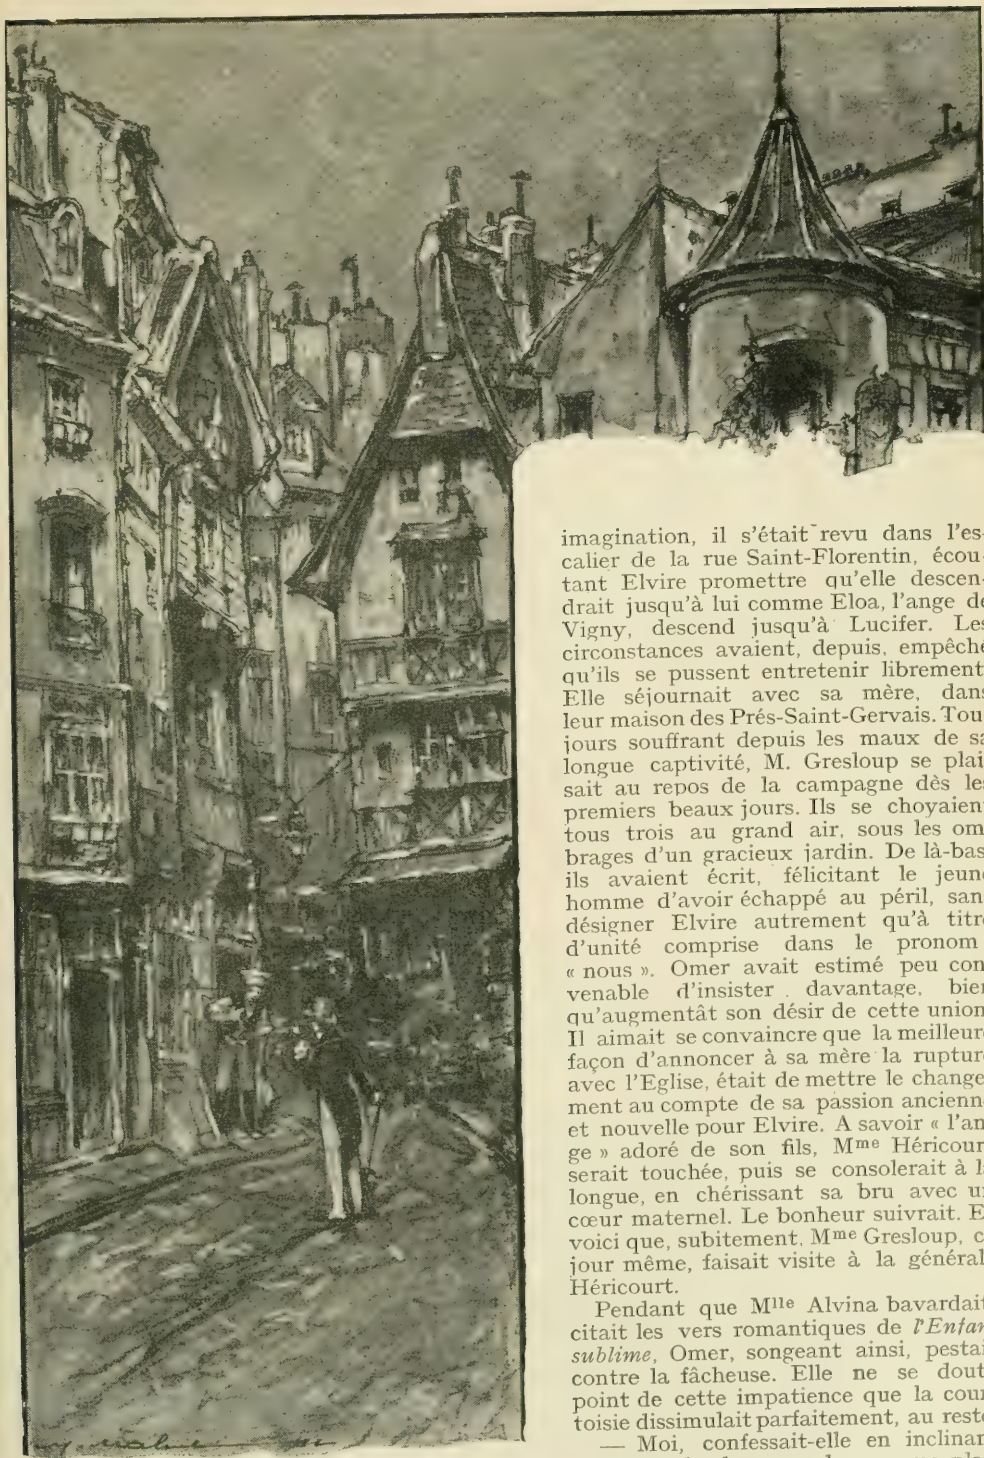 imagination, il s'était revu dans l'es-
calier de la rue Saint-Florentin, écou-
tant Elvire promettre qu'elle descen-
drait jusqu'à lui comme Eloa, l'ange de
Vigny, descend jusqu'à Lucifer. Les
circonstances avaient, depuis, empêché
qu'ils se pussent entretenir librement
Elle séjournait avec sa mère, dans
leur maison des Prés-Saint-Gervais. Tou
jours souffrant depuis les maux de sa
longue captivité, M. Gresloup se plai
sait au repos de la campagne dès les
premiers beaux jours. Ils se choyaient
tous trois au grand air, sous les om
brages d'un gracieux jardin. De là-bas
ils avaient écrit, félicitant le jeune
homme d'avoir échappé au péril, san
désigner Elvire autrement qu'à titre
d'unité comprise dans le pronom
« nous ». Omer avait estimé peu con
venable d'insister davantage, bien
qu'augmentât son désir de cette union
Il aimait se convaincre que la meilleure
façon d'annoncer à sa mère la rupture
avec l'Eglise, était de mettre le change
ment au compte de sa passion ancienne
et nouvelle pour Elvire. A savoir « l'an
ge » adoré de son fils, Mme Héricour
serait touchée, puis se consolerait à la
longue, en chérissant sa bru avec un
cœur maternel. Le bonheur suivrait. E
voici que, subitement, Mme Gresloup, c
jour même, faisait visite à la général
Héricourt.
Pendant que Mlle Alvina bavardait
citait les vers romantiques de l'Enfan
sublime, Omer, songeant ainsi, pestai
contre la fâcheuse. Elle ne se dout
point de cette impatience que la cour
toisie dissimulait parfaitement, au reste
— Moi, confessait-elle en inclinan